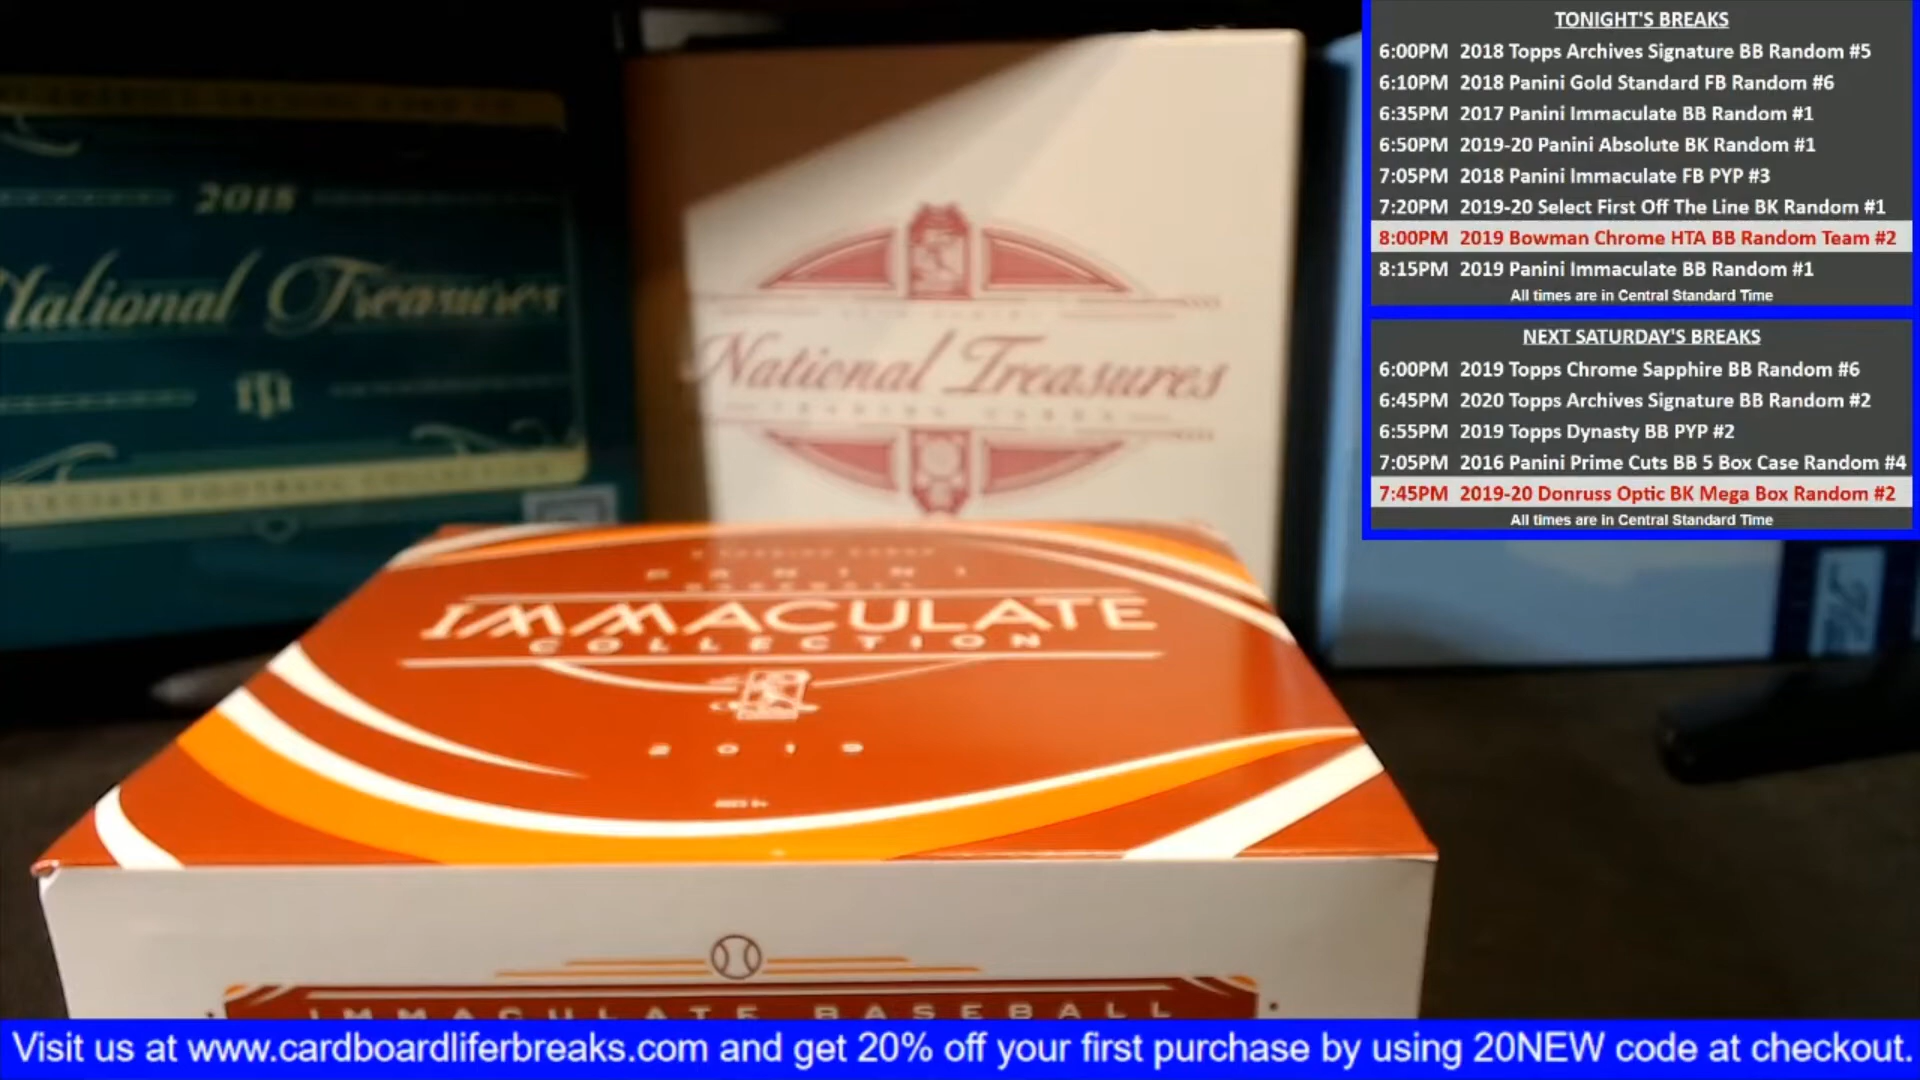 TONIGHT'S BREAKS
6:00PM 2018 Topps Archives Signature BB Random #5
6:10PM 2018 Panini Gold Standard FB Random #6
6:35PM 2017 Panini Immaculate BB Random #1
6:50PM 2019-20 Panini Absolute BK Random #1
7:05PM 2018 Panini Immaculate FB PYP #3
7:20PM 2019-20 Select First Off The Line BK Random #1
8:00PM 2019 Bowman Chrome HTA BB Random Team #2
8:15PM 2019 Panini Immaculate BB Random #1
All times are in Central Standard Time
NEXT SATURDAY'S BREAKS
6:00PM 2019 Topps Chrome Sapphire BB Random #6
6:45PM 2020 Topps Archives Signature BB Random #2
6:55PM 2019 Topps Dynasty BB PYP #2
7:05PM 2016 Panini Prime Cuts BB 5 Box Case Random #4
7:45PM 2019-20 Donruss Optic BK Mega Box Random #2
All times are in Central Standard Time
2018
National Treasures
COLLEGIATE FOOTBALL COLLECTION
National Treasures
TRADING CARDS
PANINI
IMMACULATE
COLLECTION
2019
IMMACULATE BASEBALL
Visit us at www.cardboardliferbreaks.com and get 20% off your first purchase by using 20NEW code at checkout.